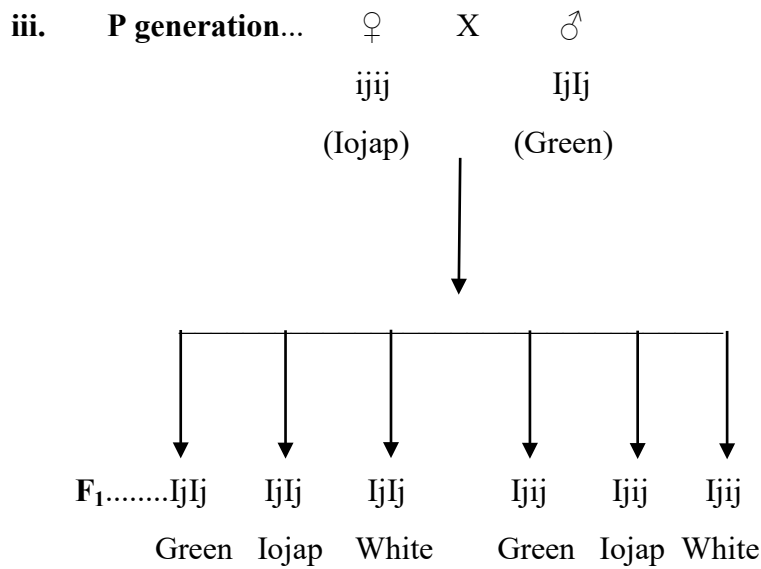 iii. P generation... ♀ X ♂
ijij IjIj
(Iojap) (Green)
F₁........IjIj IjIj IjIj Ijij Ijij Ijij
Green Iojap White Green Iojap White